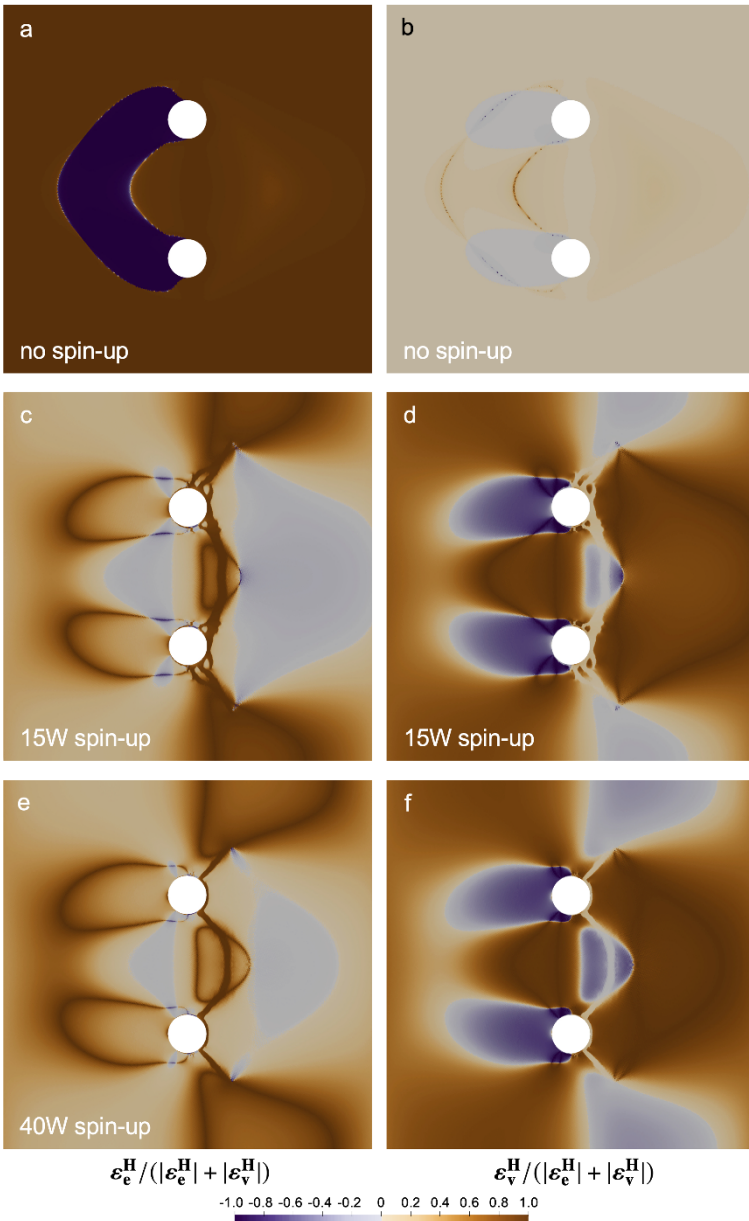 a
b
no spin-up
no spin-up
c
d
15W spin-up
15W spin-up
e
f
40W spin-up
ε_e^H/(|ε_e^H| + |ε_v^H|)
ε_v^H/(|ε_e^H| + |ε_v^H|)
-1.0 -0.8 -0.6 -0.4 -0.2 0 0.2 0.4 0.6 0.8 1.0